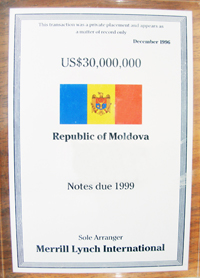 This transaction was a private placement and appears as
a matter of record only
December 1996
US$30,000,000
Republic of Moldova
Notes due 1999
Sole Arranger
Merrill Lynch International